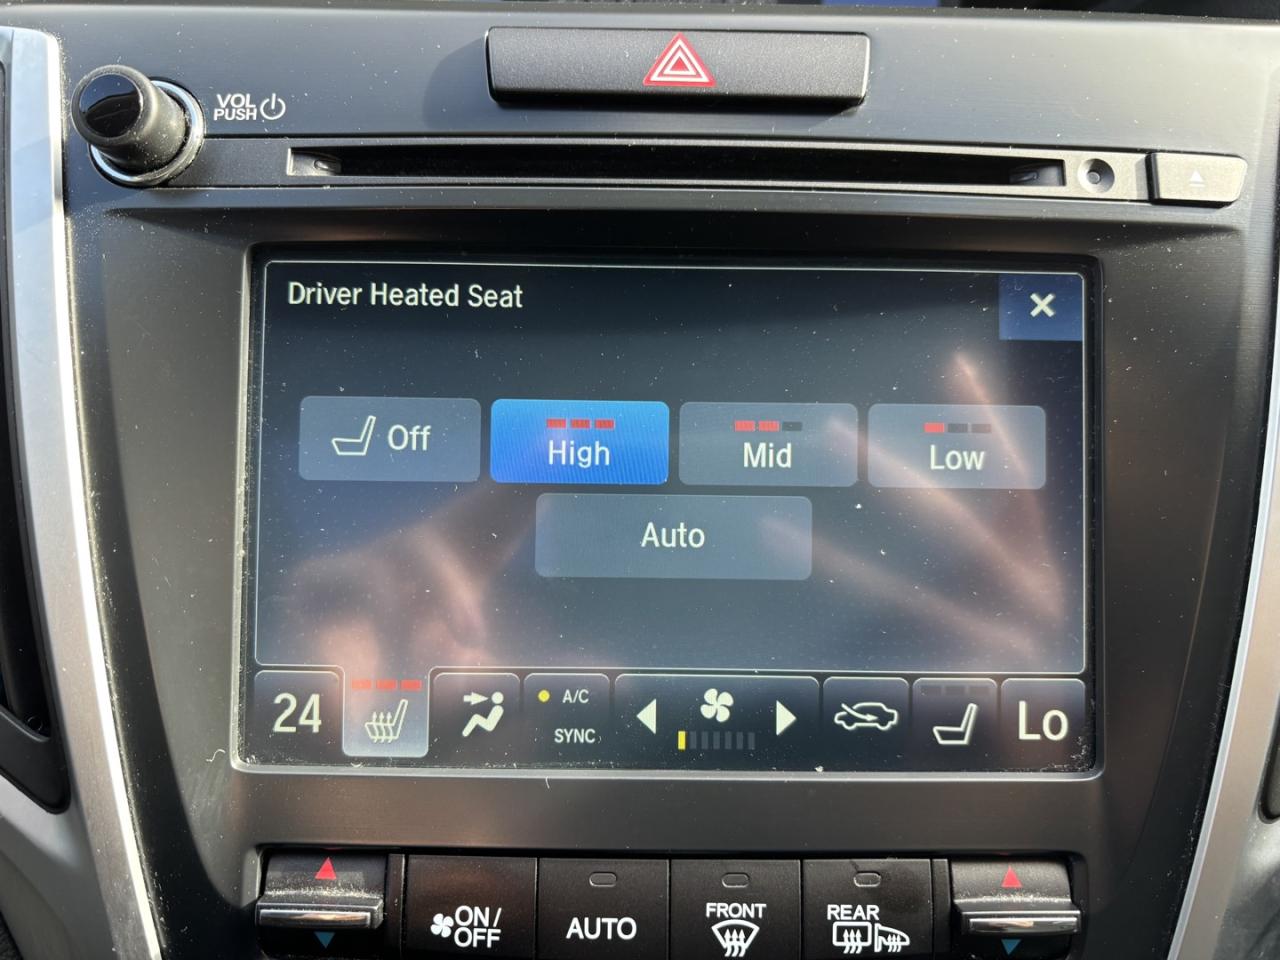 VOL
PUSH
Driver Heated Seat
Off
High
Mid
Low
Auto
24
A/C
SYNC
Lo
ON/
OFF
AUTO
FRONT
REAR